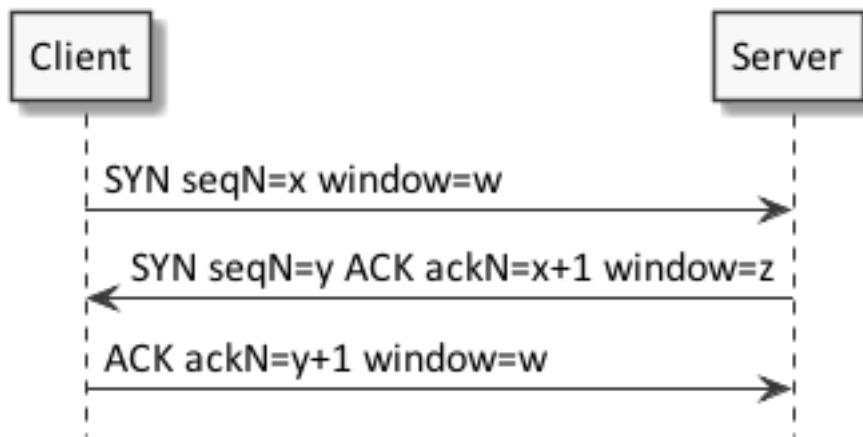 Client
Server
SYN seqN=x window=w
SYN seqN=y ACK ackN=x+1 window=z
ACK ackN=y+1 window=w